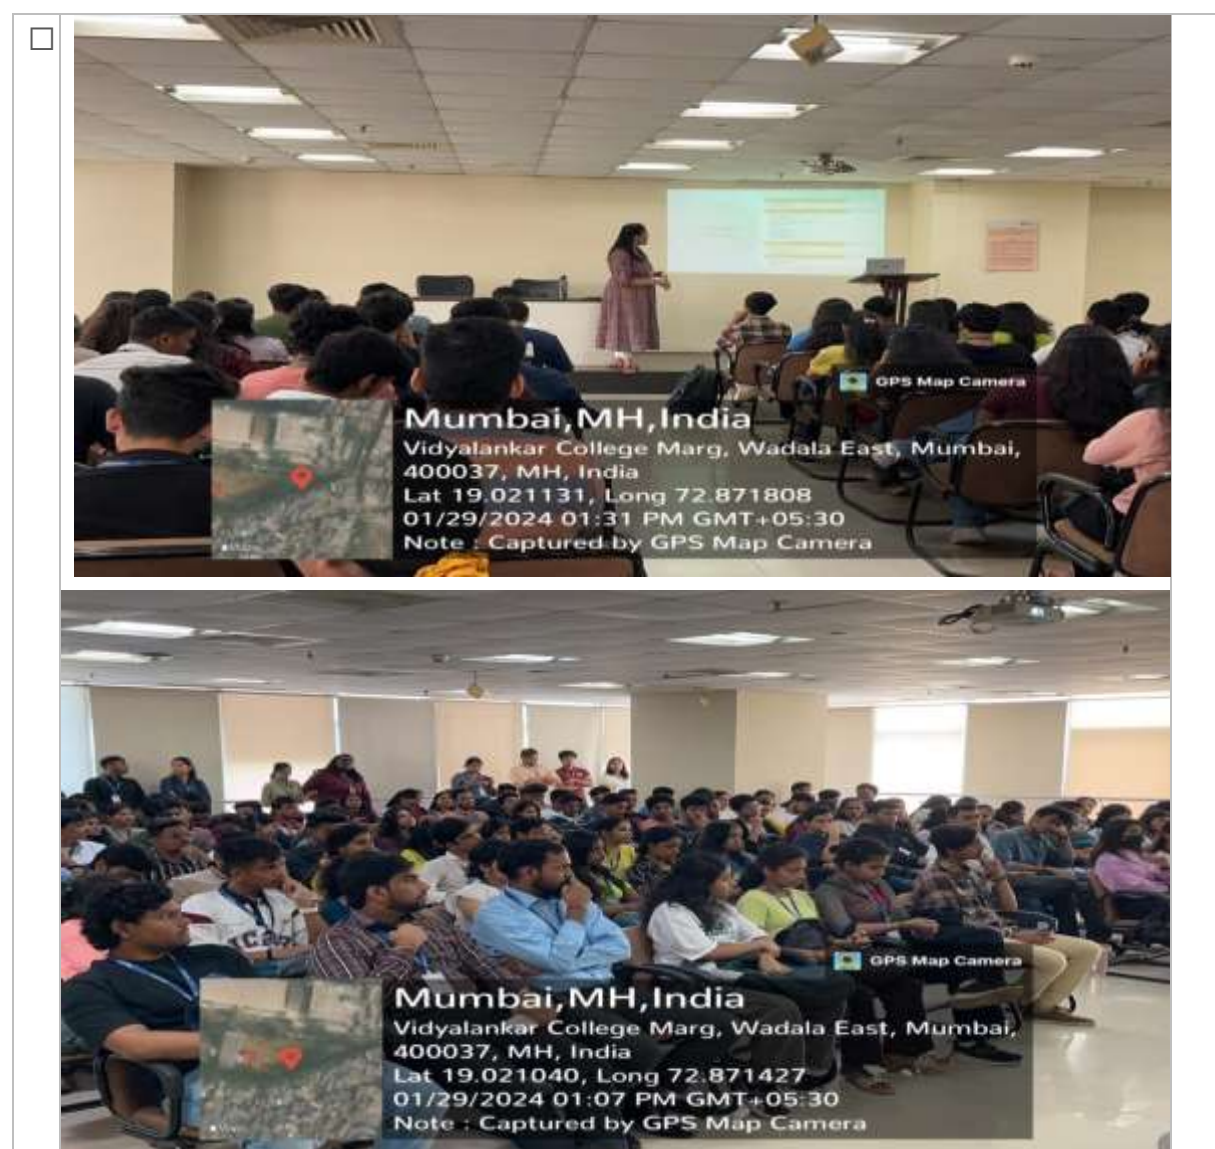 GPS Map Camera
Mumbai,MH,India
Vidyalankar College Marg, Wadala East, Mumbai,
400037, MH, India
Lat 19.021131, Long 72.871808
01/29/2024 01:31 PM GMT+05:30
Note : Captured by GPS Map Camera
GPS Map Camera
Mumbai,MH,India
Vidyalankar College Marg, Wadala East, Mumbai,
400037, MH, India
Lat 19.021040, Long 72.871427
01/29/2024 01:07 PM GMT+05:30
Note : Captured by GPS Map Camera